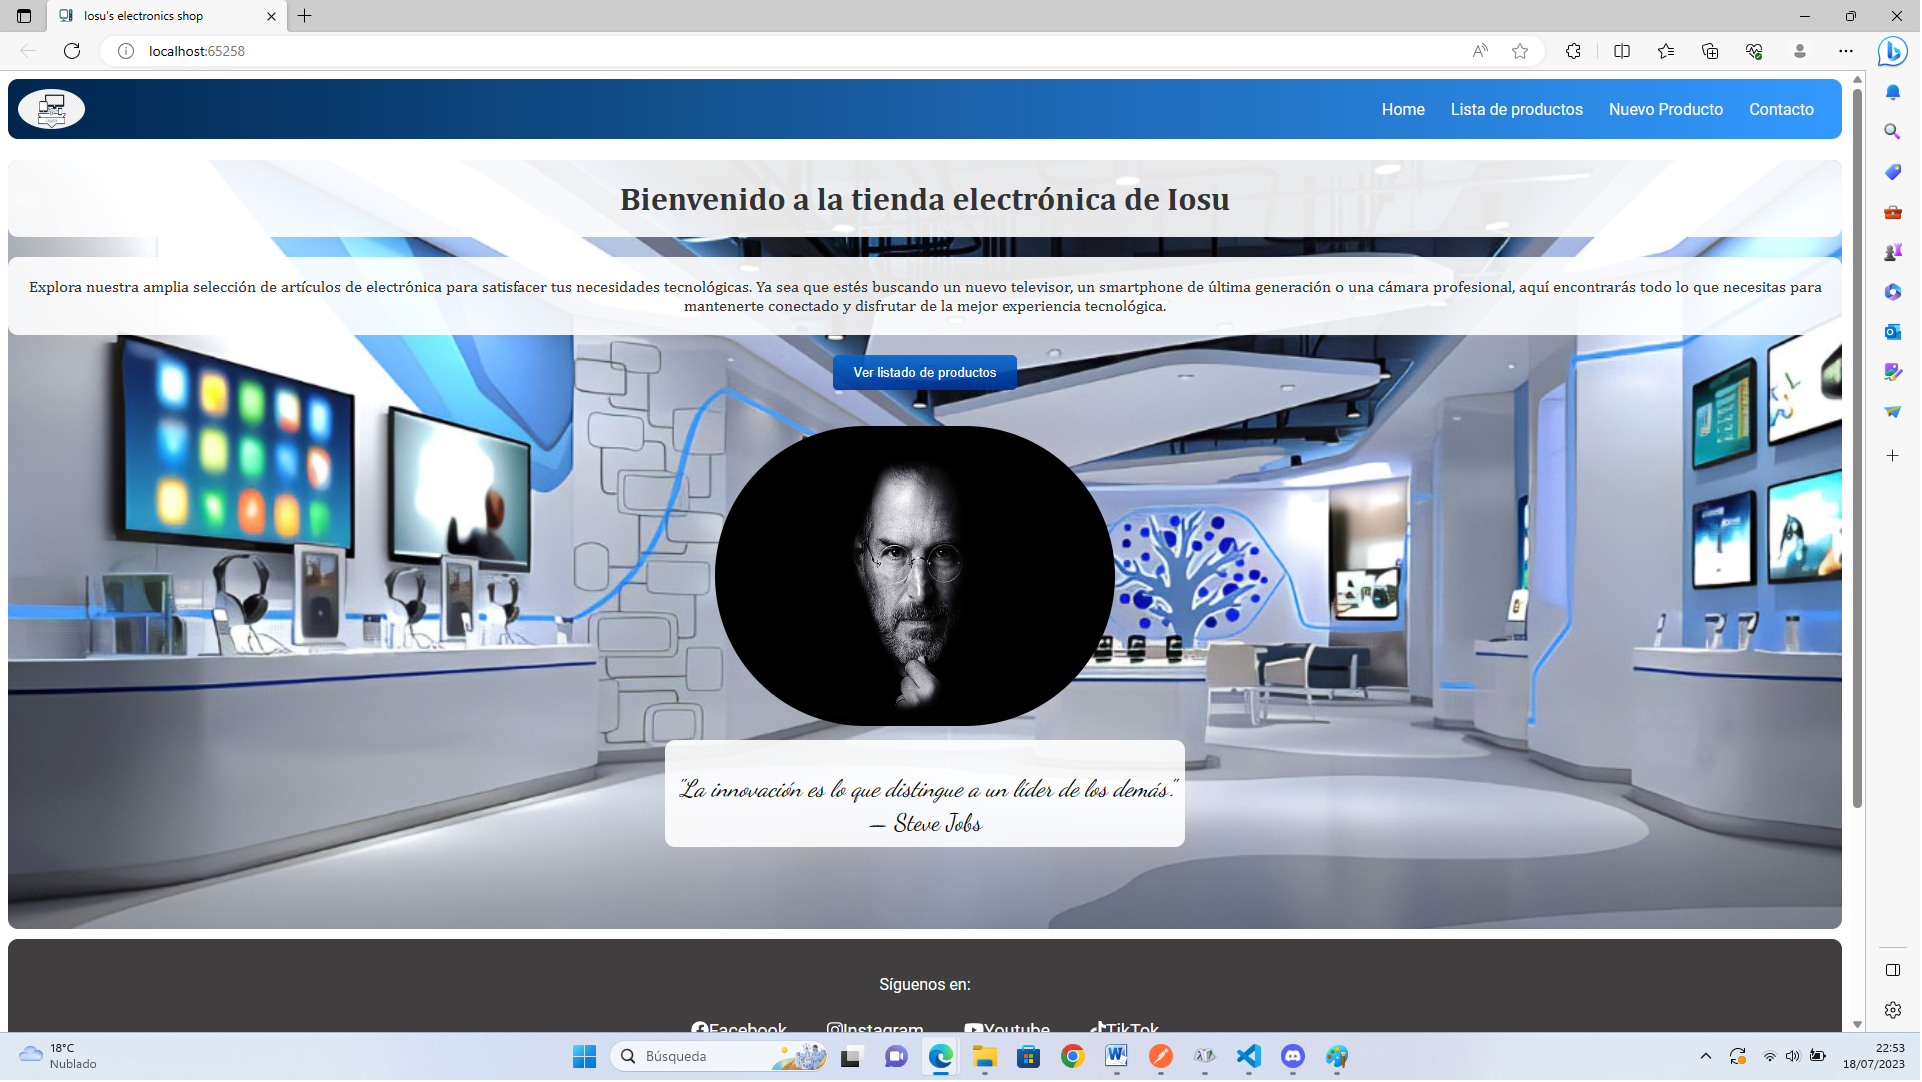 Iosu's electronics shop
localhost:65258
Home Lista de productos Nuevo Producto Contacto
Bienvenido a la tienda electrónica de Iosu
Explora nuestra amplia selección de artículos de electrónica para satisfacer tus necesidades tecnológicas. Ya sea que estés buscando un nuevo televisor, un smartphone de última generación o una cámara profesional, aquí encontrarás todo lo que necesitas para
mantenerte conectado y disfrutar de la mejor experiencia tecnológica.
Ver listado de productos
"La innovación es lo que distingue a un líder de los demás."
— Steve Jobs
Síguenos en:
Facebook Instagram Youtube TikTok
18°C
Nublado
Búsqueda
22:53
18/07/2023